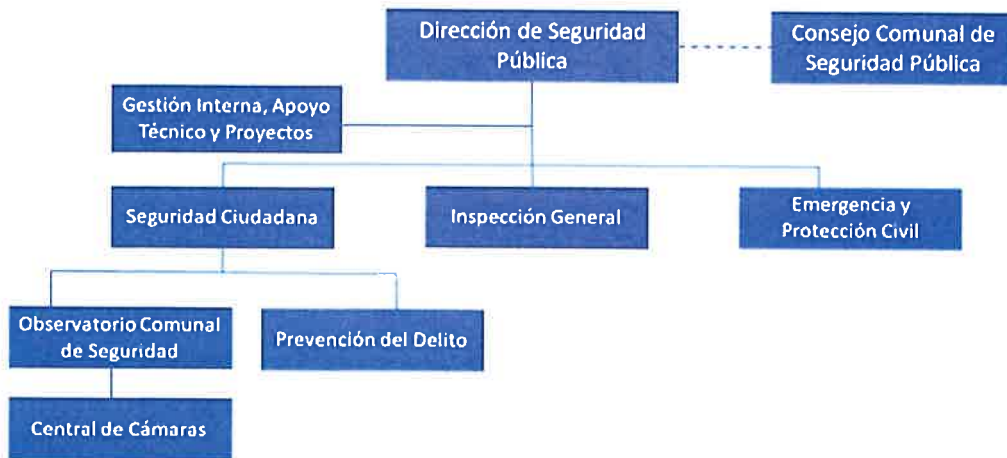 Dirección de Seguridad
Pública
Consejo Comunal de
Seguridad Pública
Gestión Interna, Apoyo
Técnico y Proyectos
Seguridad Ciudadana
Inspección General
Emergencia y
Protección Civil
Observatorio Comunal
de Seguridad
Prevención del Delito
Central de Cámaras